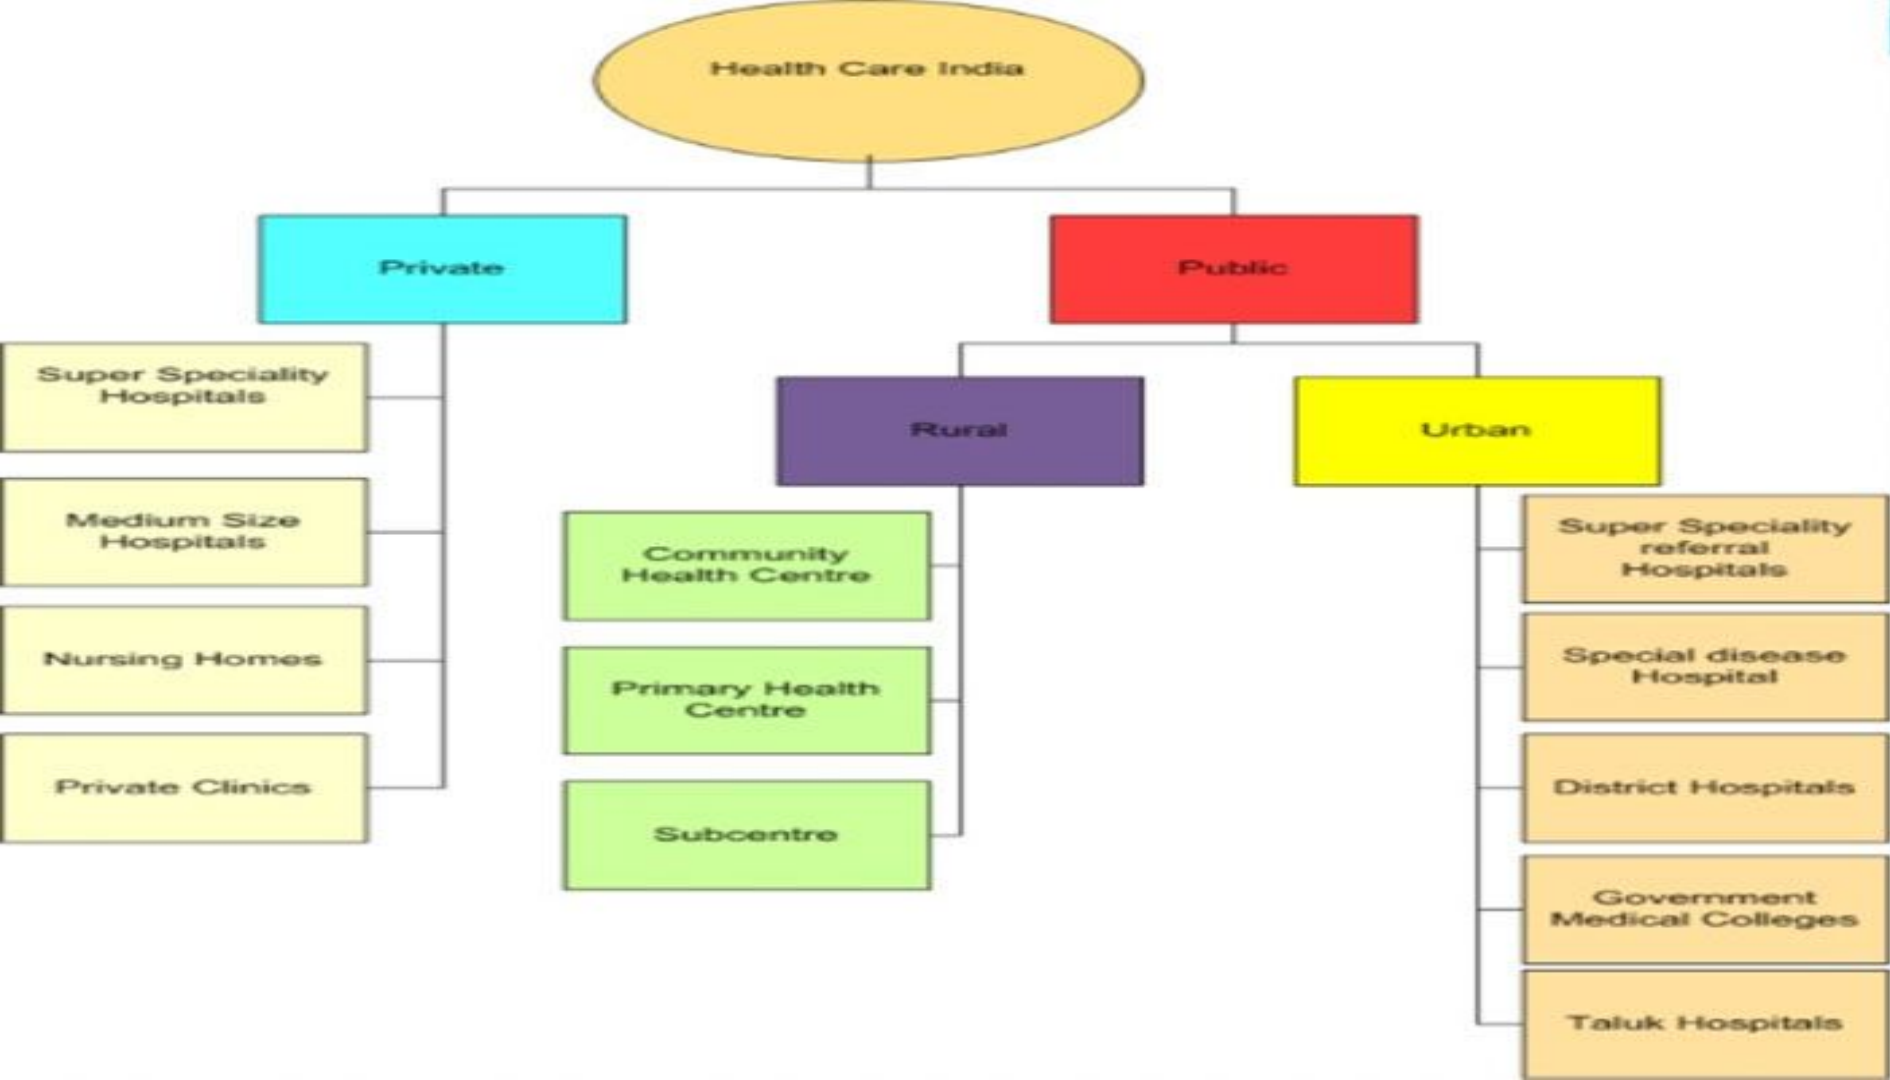 Health Care India
Private
Public
Super Speciality
Hospitals
Medium Size
Hospitals
Nursing Homes
Private Clinics
Rural
Urban
Community
Health Centre
Primary Health
Centre
Subcentre
Super Speciality
referral
Hospitals
Special disease
Hospital
District Hospitals
Government
Medical Colleges
Taluk Hospitals